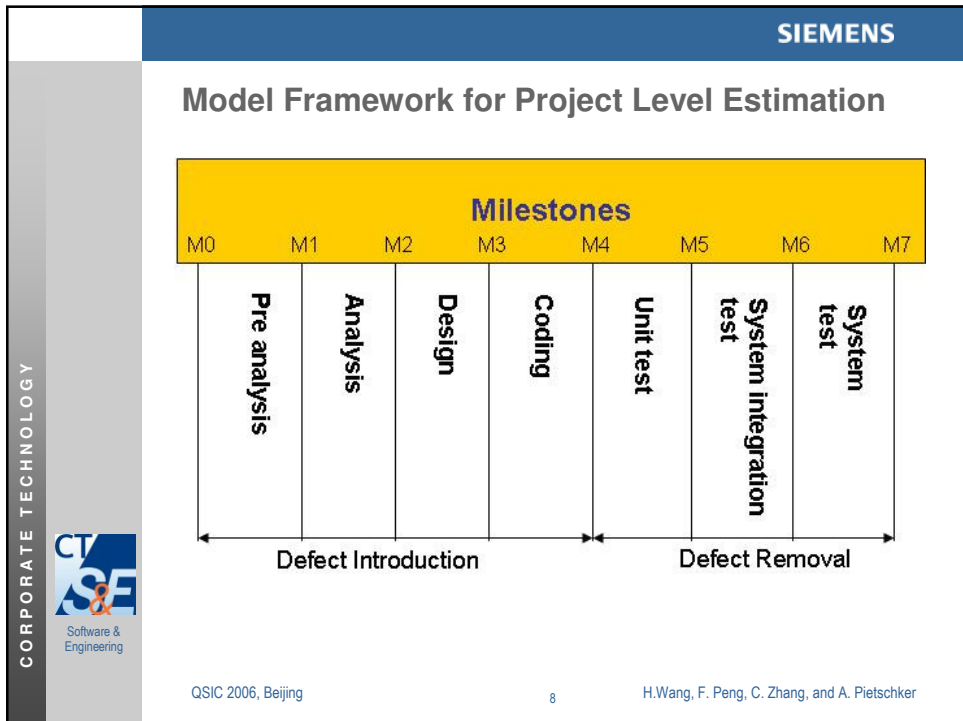 SIEMENS
Model Framework for Project Level Estimation
Milestones
M0 M1 M2 M3 M4 M5 M6 M7
Pre analysis
Analysis
Design
Coding
Unit test
System integration
test
System
test
Defect Introduction
Defect Removal
CORPORATE TECHNOLOGY
CT
S&E
Software &
Engineering
QSIC 2006, Beijing
8
H.Wang, F. Peng, C. Zhang, and A. Pietschker